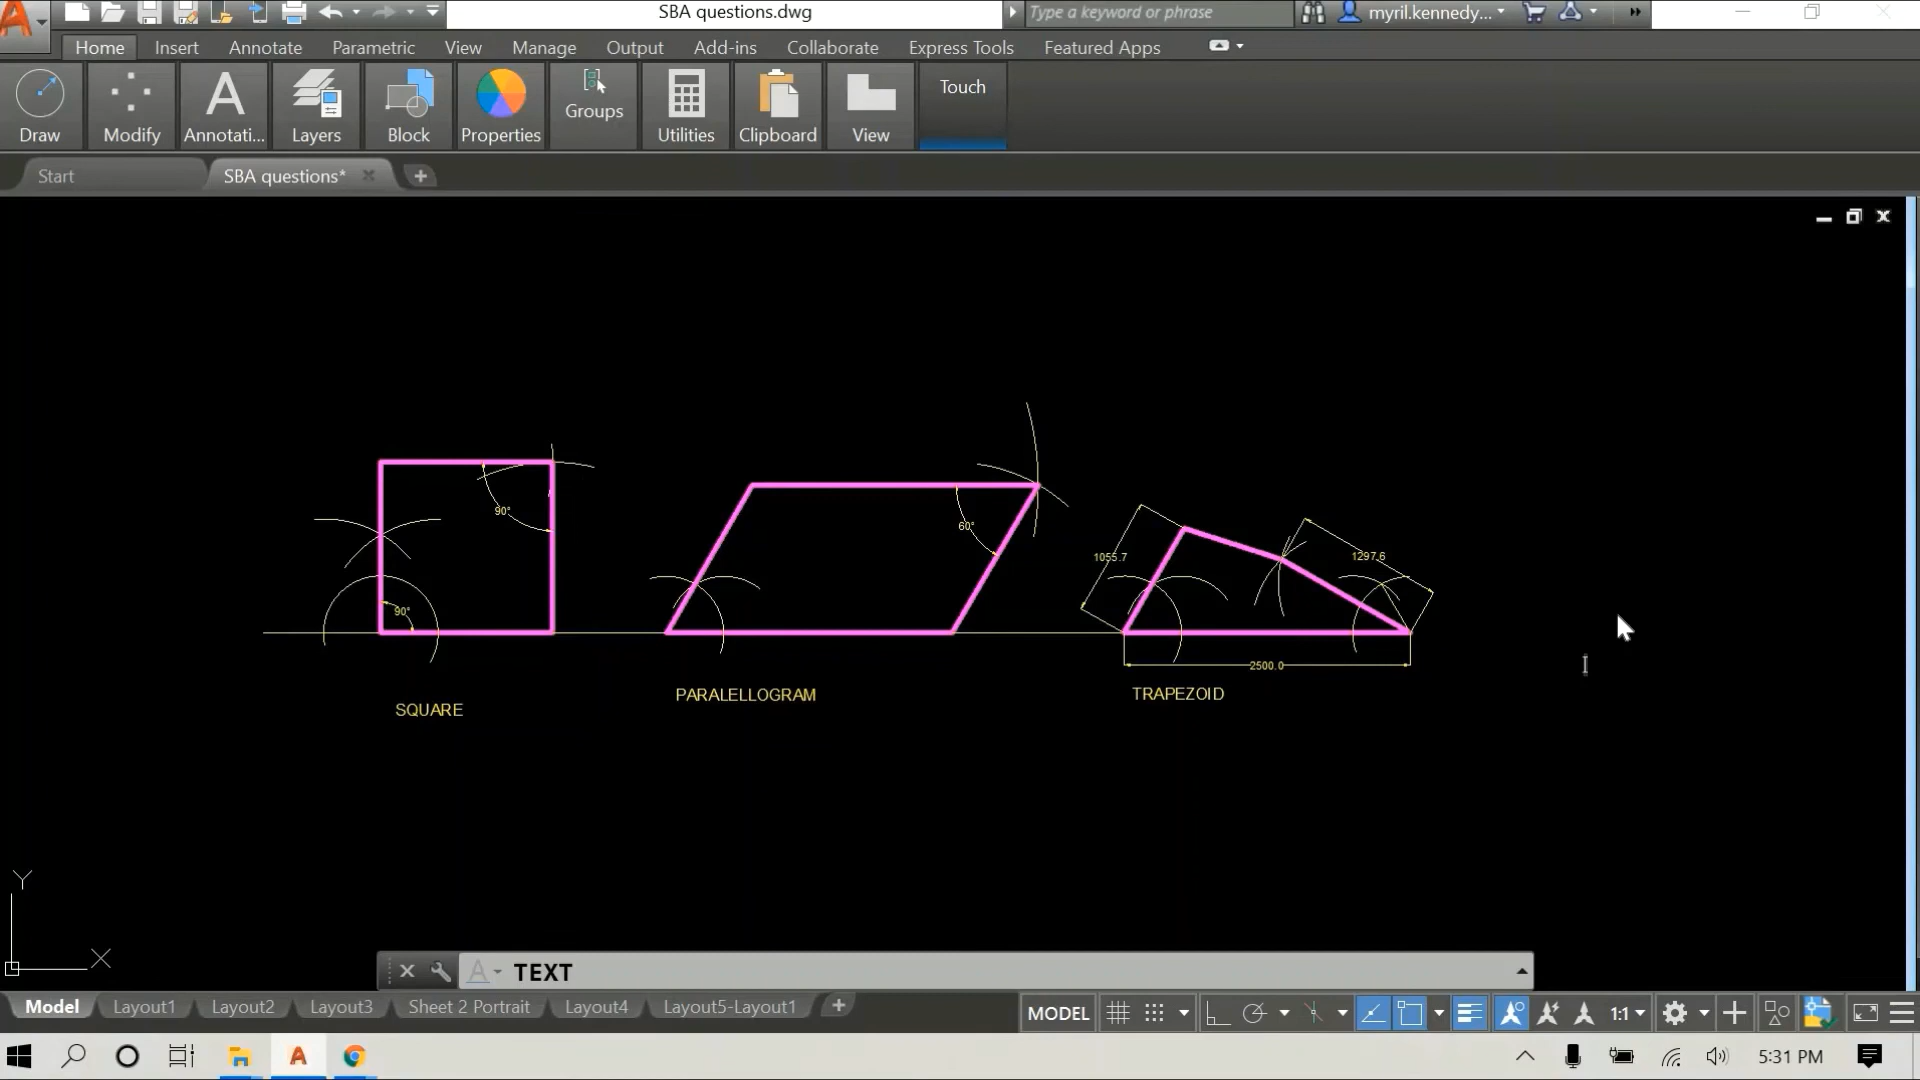 SBA questions.dwg
Type a keyword or phrase
myril.kennedy...
Home Insert Annotate Parametric View Manage Output Add-ins Collaborate Express Tools Featured Apps
Draw Modify Annotati... Layers Block Properties Groups Utilities Clipboard View Touch
Start SBA questions*
90°
90°
60°
1055.7
1297.6
2500.0
SQUARE
PARALELLOGRAM
TRAPEZOID
Y
X
TEXT
Model Layout1 Layout2 Layout3 Sheet 2 Portrait Layout4 Layout5-Layout1
MODEL 1:1
5:31 PM